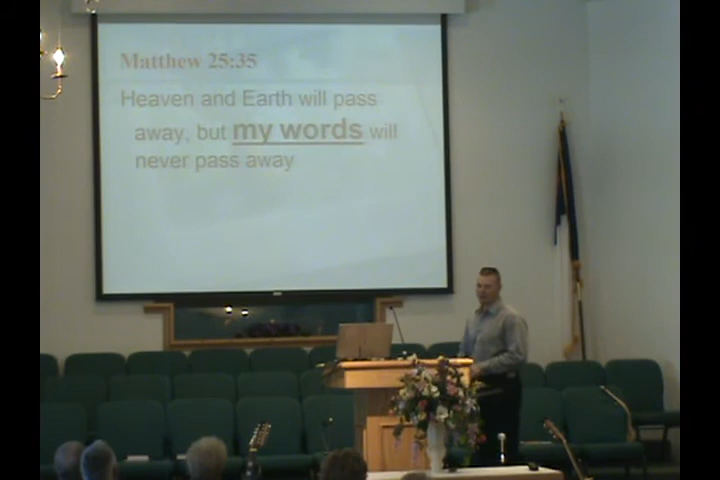 Matthew 25:35
Heaven and Earth will pass
away, but my words will
never pass away